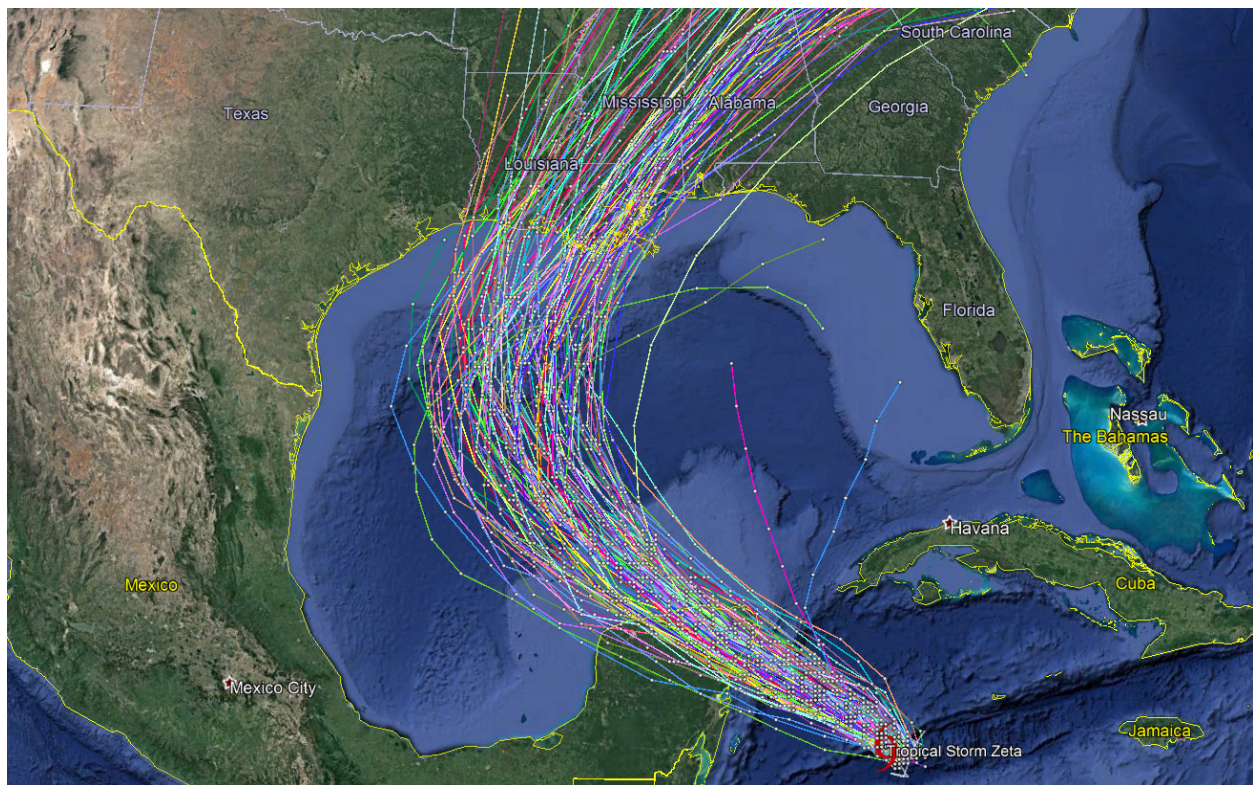 South Carolina
Texas
Mississippi
Alabama
Georgia
Louisiana
Florida
Nassau
The Bahamas
Havana
Mexico
Cuba
Mexico City
Jamaica
Tropical Storm Zeta